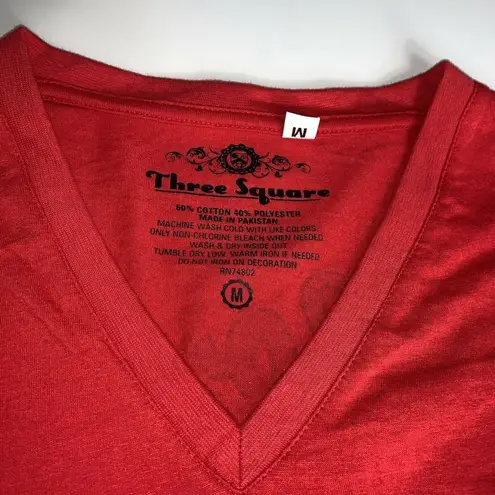 M
Three Square
60% COTTON 40% POLYESTER
MADE IN PAKISTAN
MACHINE WASH COLD WITH LIKE COLORS
ONLY NON-CHLORINE BLEACH WHEN NEEDED
WASH & DRY INSIDE OUT
TUMBLE DRY LOW. WARM IRON IF NEEDED
DO NOT IRON ON DECORATION
RN74802
M